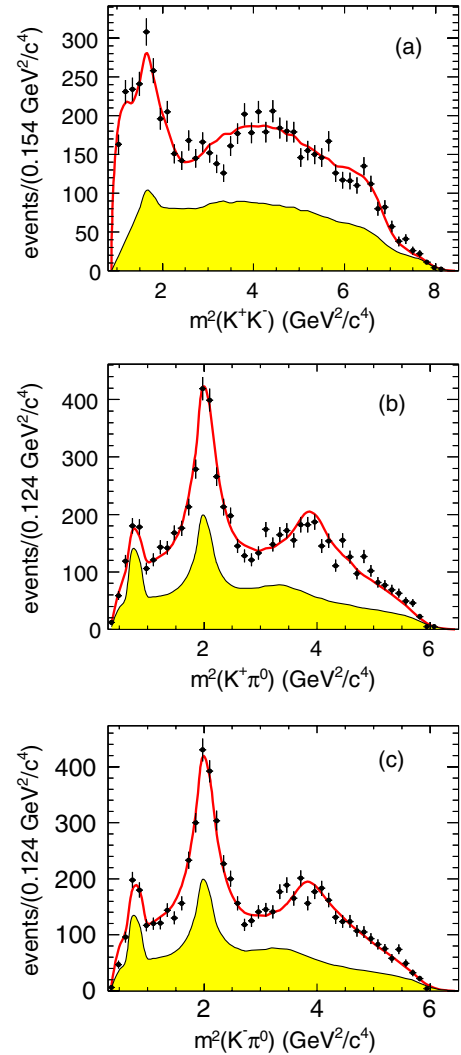 events/(0.154 GeV²/c⁴)
300
250
200
150
100
50
0
(a)
2 4 6 8
m²(K⁺K⁻) (GeV²/c⁴)
events/(0.124 GeV²/c⁴)
400
300
200
100
0
(b)
2 4 6
m²(K⁺π⁰) (GeV²/c⁴)
events/(0.124 GeV²/c⁴)
400
300
200
100
0
(c)
2 4 6
m²(K⁻π⁰) (GeV²/c⁴)